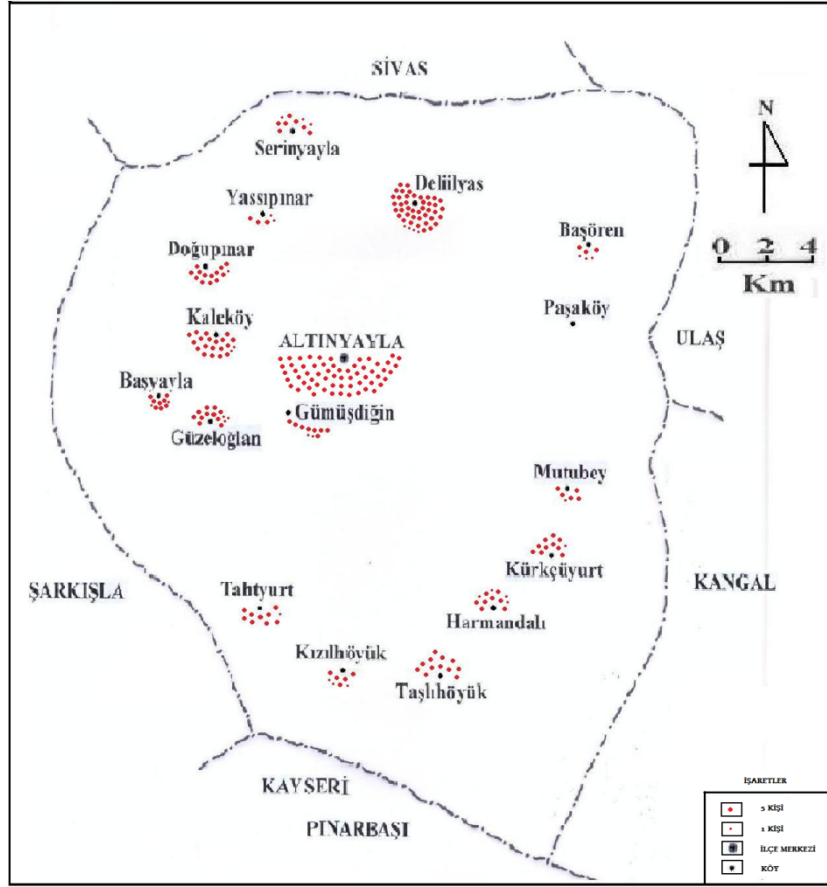 SİVAS
Serinyayla
Deliilyas
Yassıpınar
N
Başören
Doğupınar
0 2 4
Km
Kaleköy
Paşaköy
ALTINYAYLA
ULAŞ
Başyayla
Gümüşdiğin
Güzeloğlan
Mutubey
Kürkçüyurt
ŞARKIŞLA
Tahtyurt
KANGAL
Harmandalı
Kızılhöyük
Taşlıhöyük
KAYSERİ
PINARBAŞI
İŞARETLER
5 KİŞİ
1 KİŞİ
İLÇE MERKEZİ
KÖY